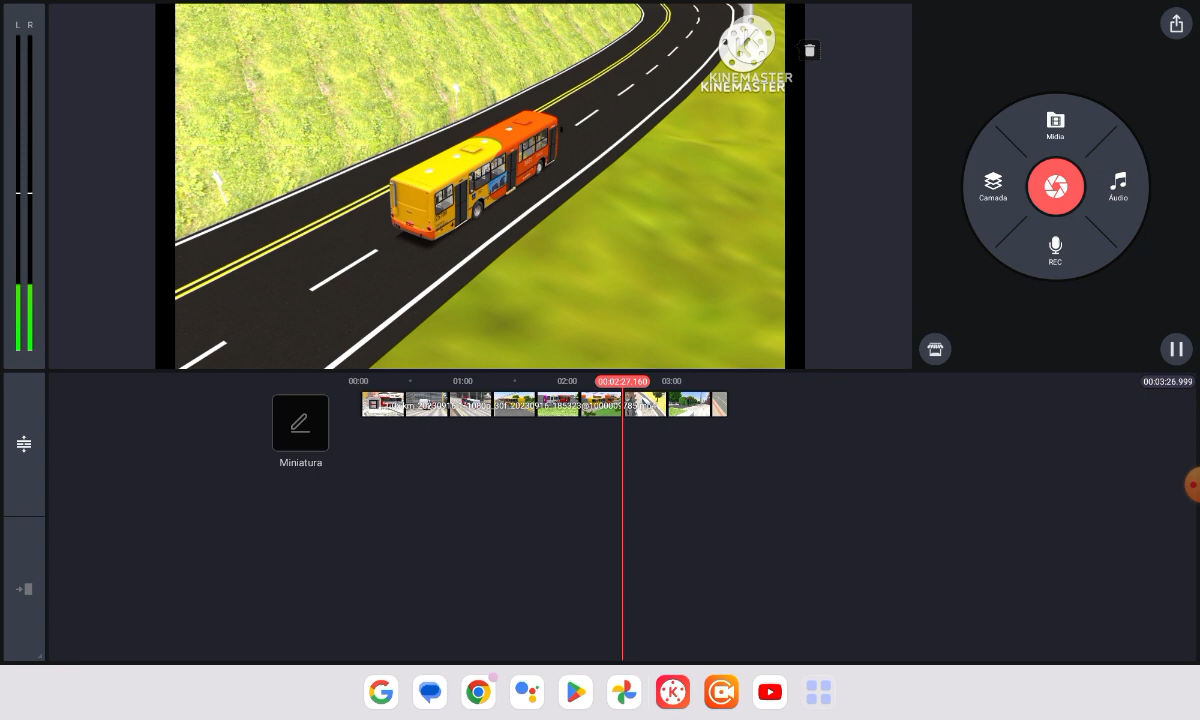 L R
KINEMASTER
KINEMASTER
Mídia
Camada
Áudio
REC
00:00
01:00
02:00
00:02:27.160
03:00
00:03:26.999
Miniatura